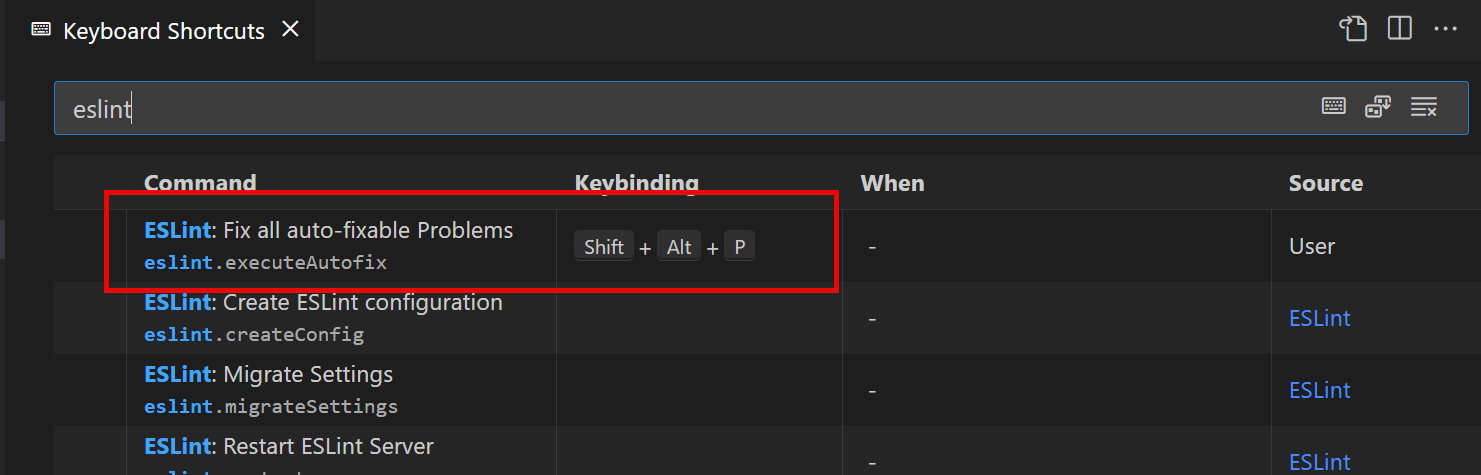 Keyboard Shortcuts
eslint
Command Keybinding When Source
ESLint: Fix all auto-fixable Problems
eslint.executeAutofix
Shift + Alt + P - User
ESLint: Create ESLint configuration
eslint.createConfig
- ESLint
ESLint: Migrate Settings
eslint.migrateSettings
- ESLint
ESLint: Restart ESLint Server
- ESLint